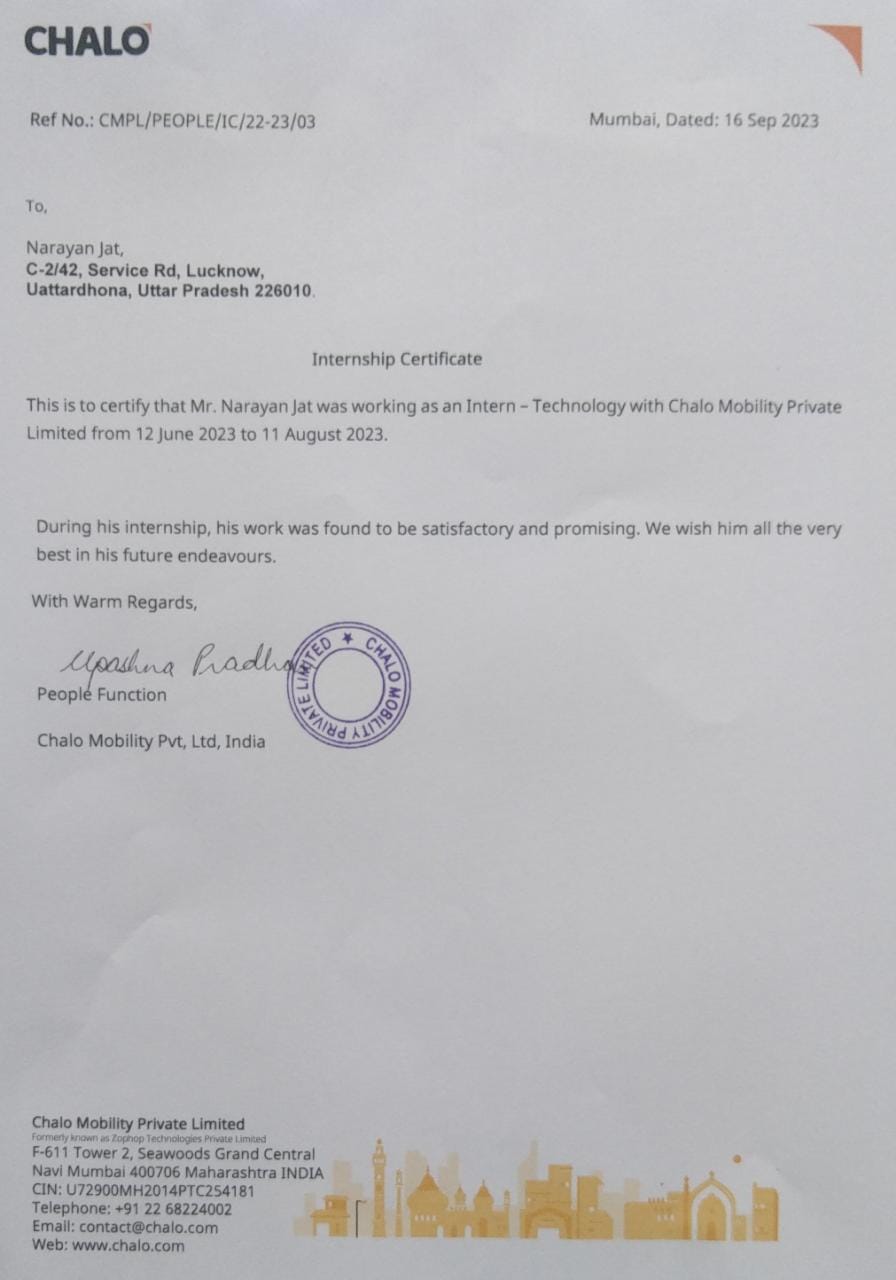 CHALO
Ref No.: CMPL/PEOPLE/IC/22-23/03
Mumbai, Dated: 16 Sep 2023
To,
Narayan Jat,
C-2/42, Service Rd, Lucknow,
Uattardhona, Uttar Pradesh 226010.
Internship Certificate
This is to certify that Mr. Narayan Jat was working as an Intern – Technology with Chalo Mobility Private
Limited from 12 June 2023 to 11 August 2023.
During his internship, his work was found to be satisfactory and promising. We wish him all the very
best in his future endeavours.
With Warm Regards,
Upashna Pradha
CHALO MOBILITY PRIVATE LIMITED ★
People Function
Chalo Mobility Pvt, Ltd, India
Chalo Mobility Private Limited
Formerly known as Zophop Technologies Private Limited
F-611 Tower 2, Seawoods Grand Central
Navi Mumbai 400706 Maharashtra INDIA
CIN: U72900MH2014PTC254181
Telephone: +91 22 68224002
Email: contact@chalo.com
Web: www.chalo.com